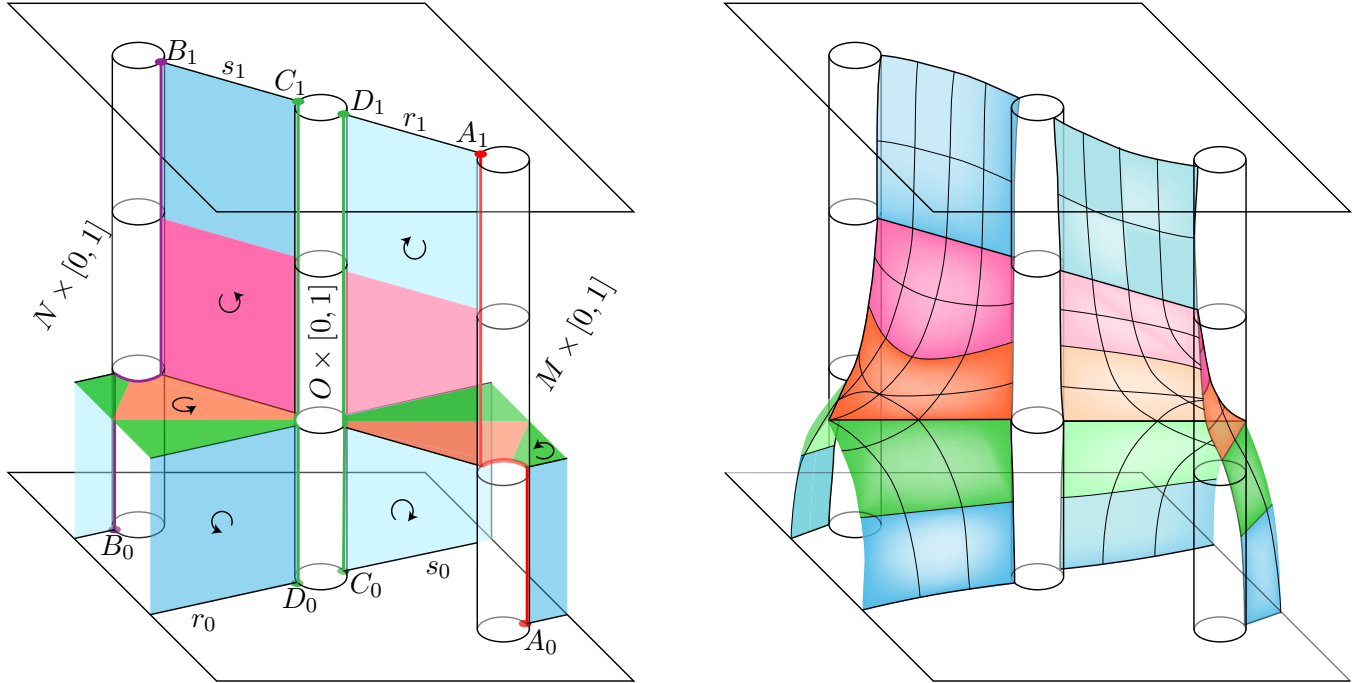 B₁
s₁
C₁
D₁
r₁
A₁
N × [0, 1]
O × [0, 1]
M × [0, 1]
B₀
r₀
D₀
C₀
s₀
A₀